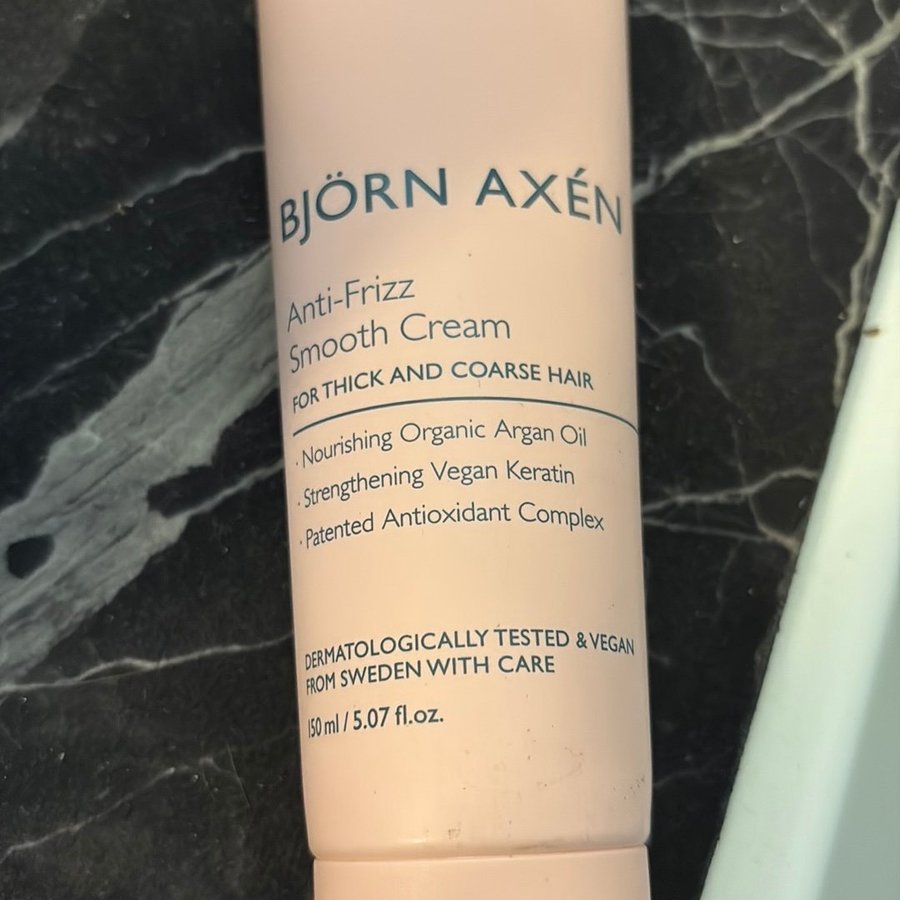 BJÖRN AXÉN
Anti-Frizz
Smooth Cream
FOR THICK AND COARSE HAIR
· Nourishing Organic Argan Oil
· Strengthening Vegan Keratin
· Patented Antioxidant Complex
DERMATOLOGICALLY TESTED & VEGAN
FROM SWEDEN WITH CARE
150 ml / 5.07 fl.oz.